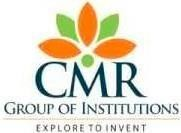 CMR
GROUP OF INSTITUTIONS
EXPLORE TO INVENT